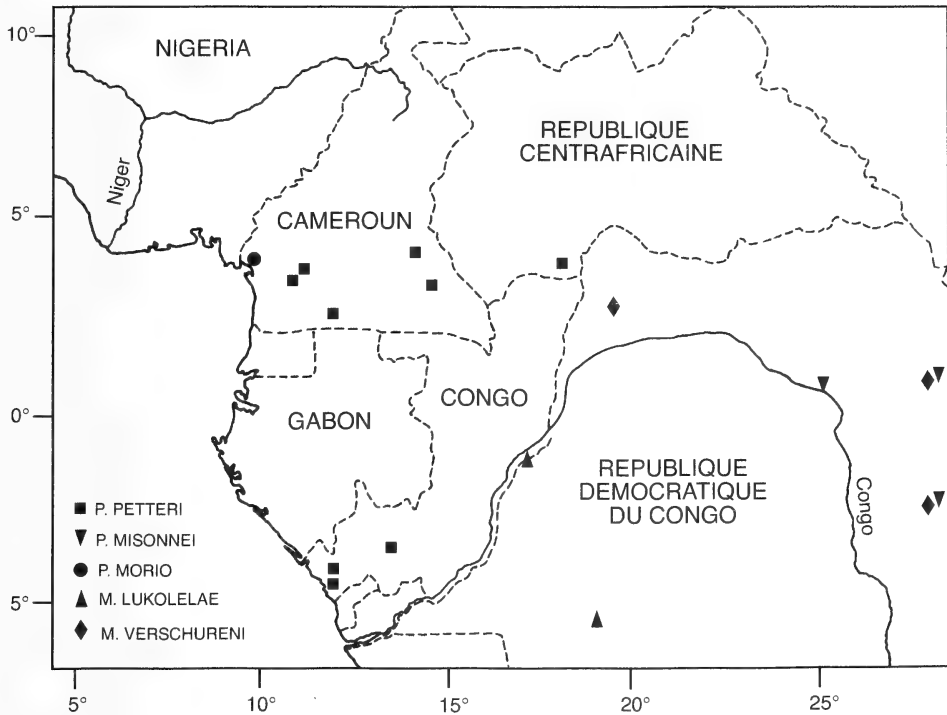 10°
NIGERIA
REPUBLIQUE
CENTRAFRICAINE
Niger
5°
CAMEROUN
CONGO
0°
GABON
REPUBLIQUE
DEMOCRATIQUE
DU CONGO
Congo
P. PETTERI
P. MISONNEI
P. MORIO
M. LUKOLELAE
M. VERSCHURENI
5°
5°
10°
15°
20°
25°